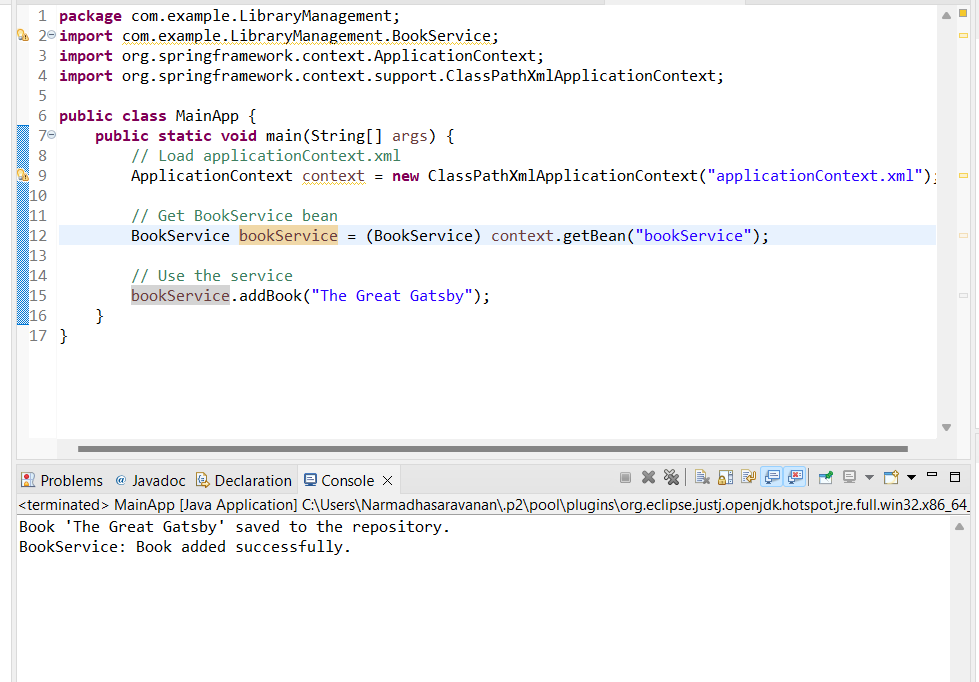 1 package com.example.LibraryManagement;
2 import com.example.LibraryManagement.BookService;
3 import org.springframework.context.ApplicationContext;
4 import org.springframework.context.support.ClassPathXmlApplicationContext;
5
6 public class MainApp {
7     public static void main(String[] args) {
8         // Load applicationContext.xml
9         ApplicationContext context = new ClassPathXmlApplicationContext("applicationContext.xml");
10
11         // Get BookService bean
12         BookService bookService = (BookService) context.getBean("bookService");
13
14         // Use the service
15         bookService.addBook("The Great Gatsby");
16     }
17 }
Problems @ Javadoc Declaration Console
<terminated> MainApp [Java Application] C:\Users\Narmadhasaravanan\.p2\pool\plugins\org.eclipse.justj.openjdk.hotspot.jre.full.win32.x86_64_
Book 'The Great Gatsby' saved to the repository.
BookService: Book added successfully.